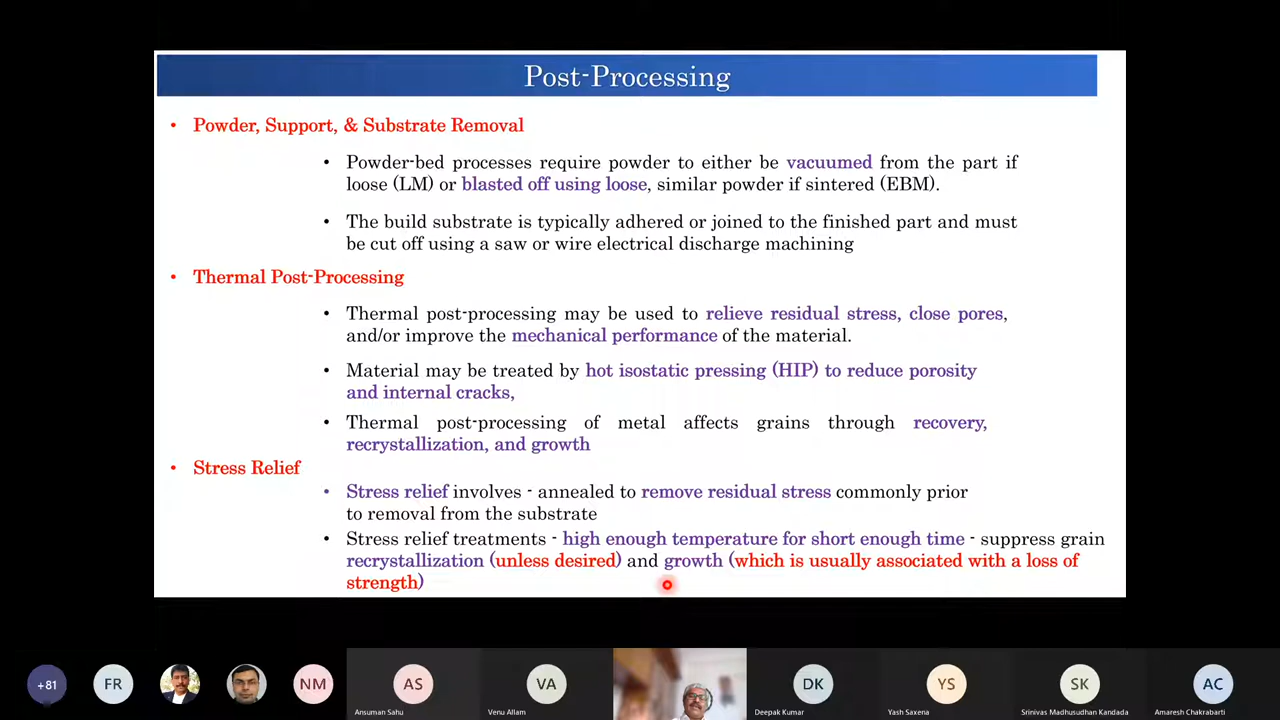 Post-Processing
• Powder, Support, & Substrate Removal
• Powder-bed processes require powder to either be vacuumed from the part if
loose (LM) or blasted off using loose, similar powder if sintered (EBM).
• The build substrate is typically adhered or joined to the finished part and must
be cut off using a saw or wire electrical discharge machining
• Thermal Post-Processing
• Thermal post-processing may be used to relieve residual stress, close pores,
and/or improve the mechanical performance of the material.
• Material may be treated by hot isostatic pressing (HIP) to reduce porosity
and internal cracks,
• Thermal post-processing of metal affects grains through recovery,
recrystallization, and growth
• Stress Relief
• Stress relief involves - annealed to remove residual stress commonly prior
to removal from the substrate
• Stress relief treatments - high enough temperature for short enough time - suppress grain
recrystallization (unless desired) and growth (which is usually associated with a loss of
strength)
+81 FR NM AS VA DK YS SK AC
Ansuman Sahu Venu Allam Deepak Kumar Yash Saxena Srinivas Madhusudhan Kandada Amaresh Chakrabarti